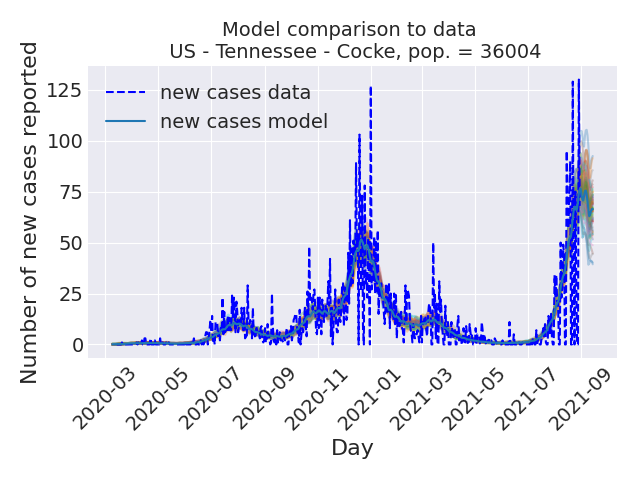 Model comparison to data
US - Tennessee - Cocke, pop. = 36004
Number of new cases reported
125
100
75
50
25
0
new cases data
new cases model
2020-03
2020-05
2020-07
2020-09
2020-11
2021-01
2021-03
2021-05
2021-07
2021-09
Day